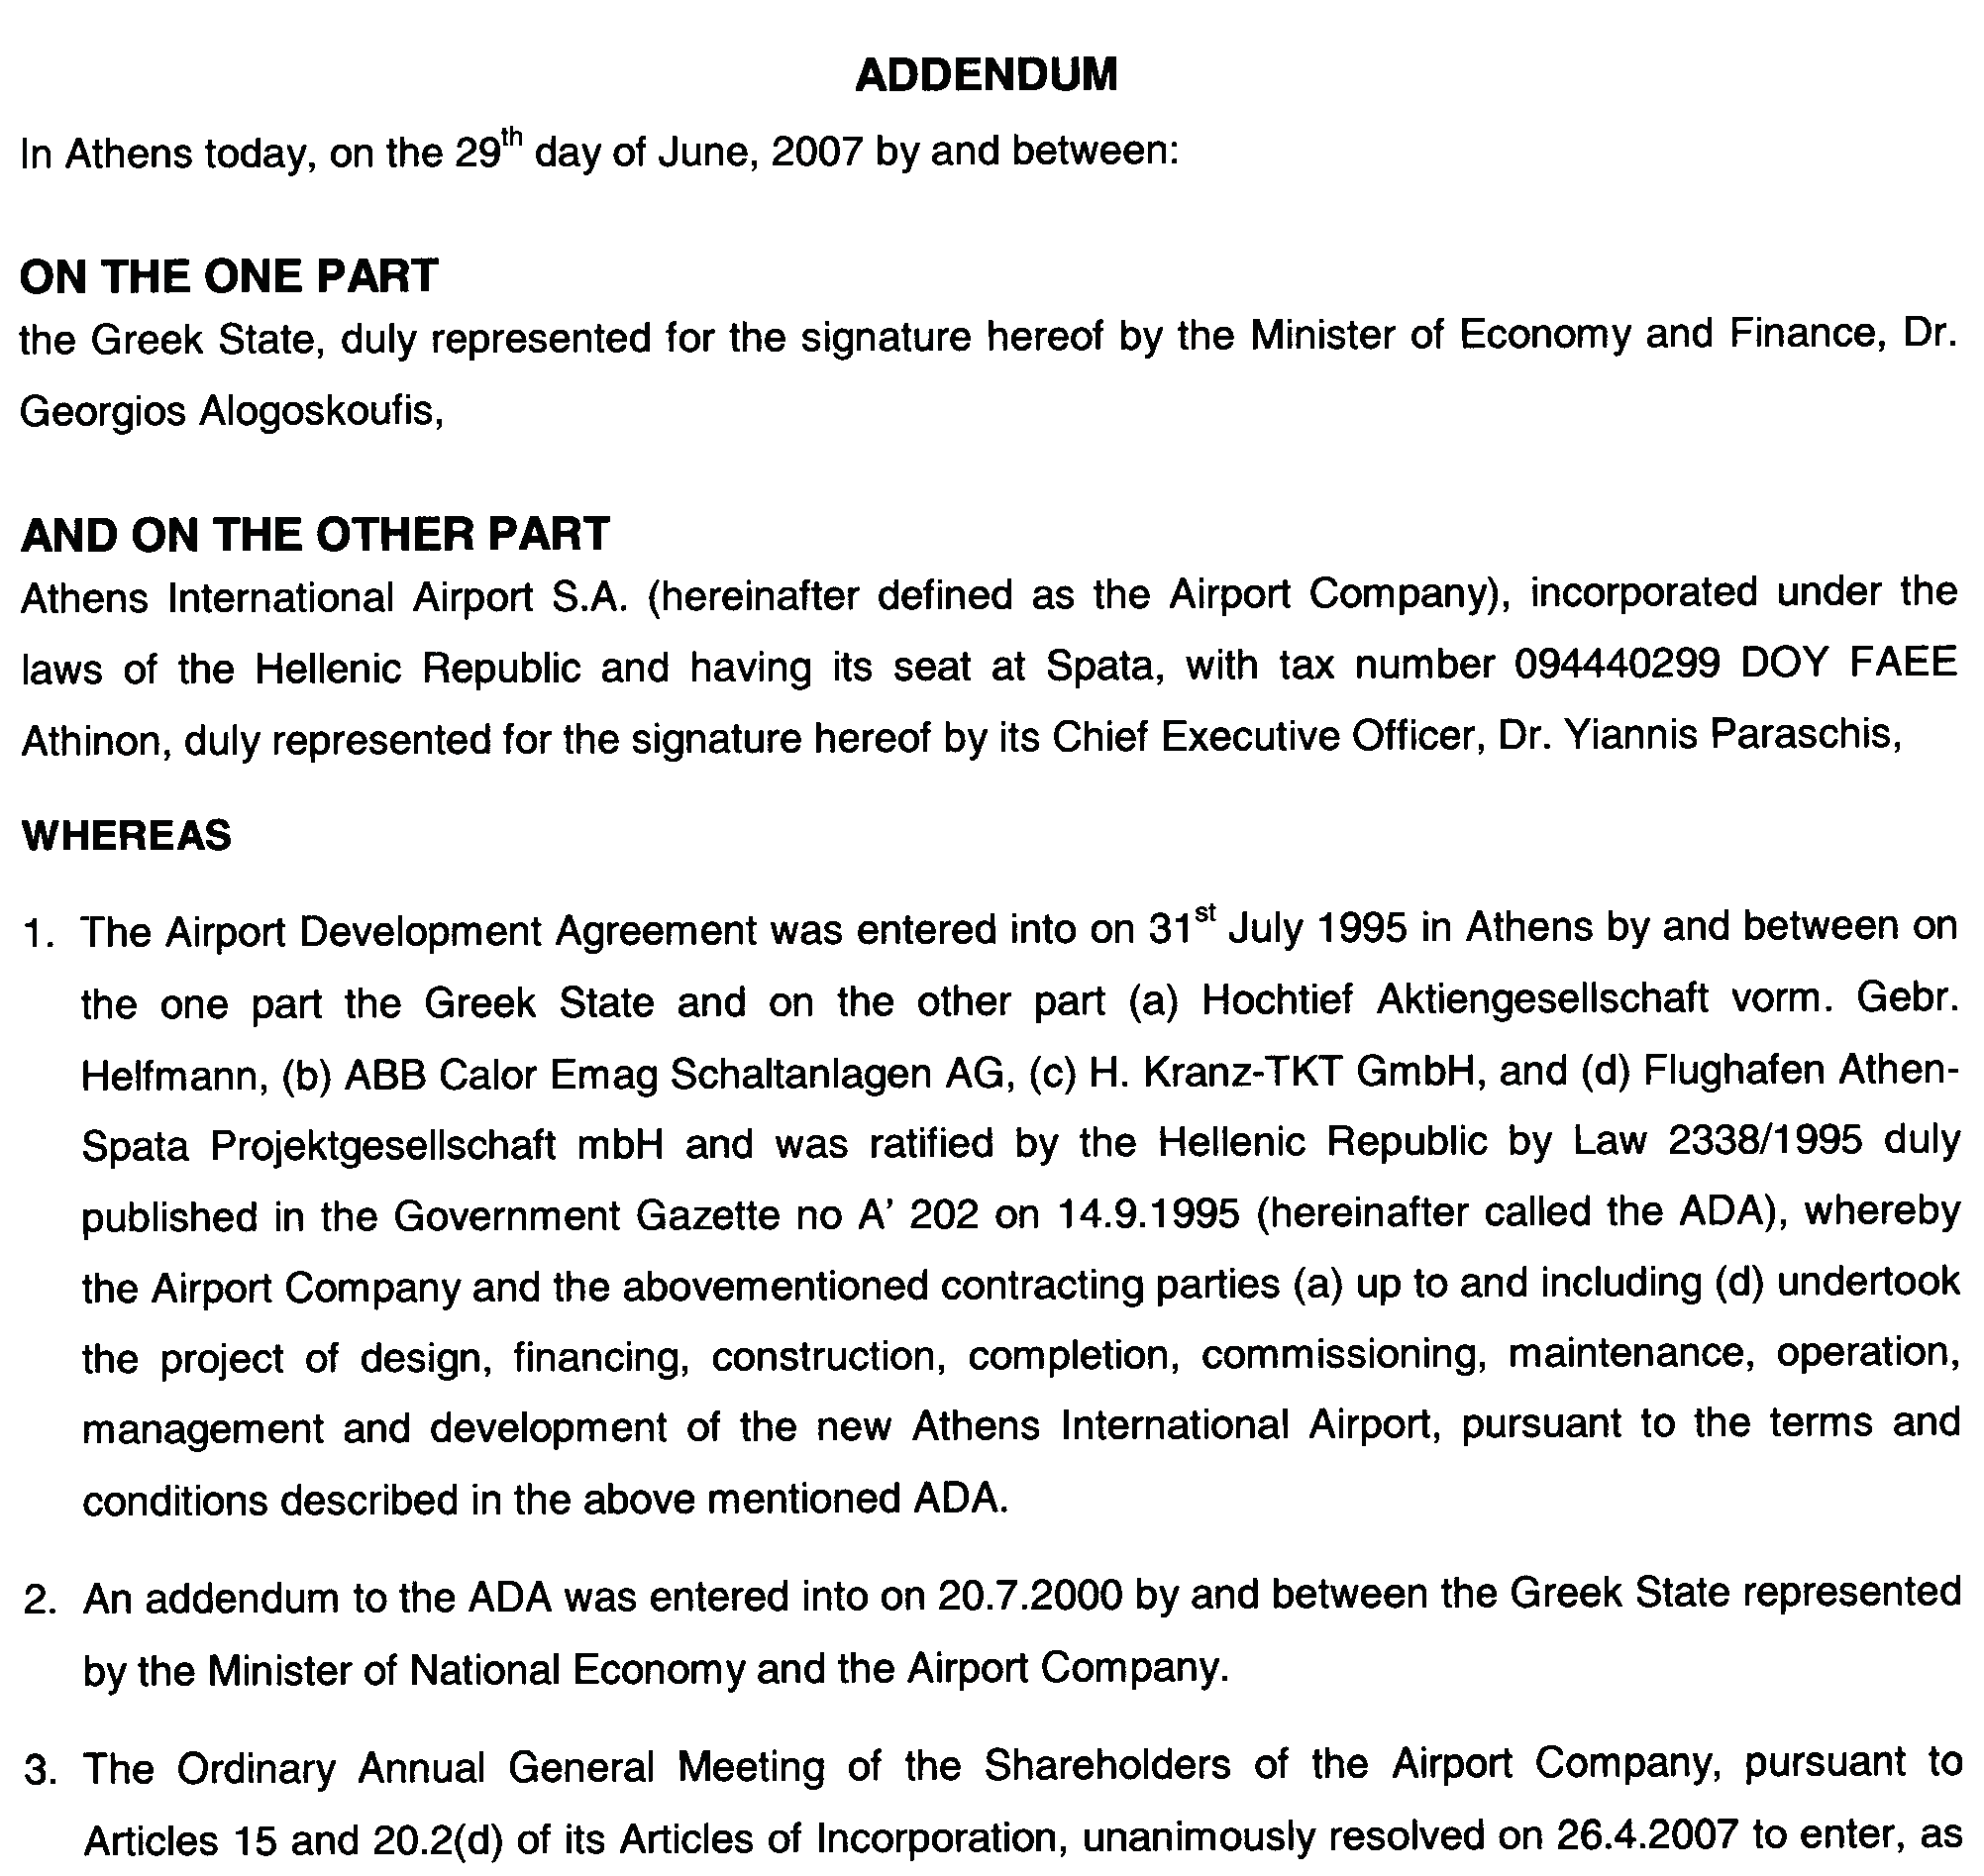 ADDENDUM
In Athens today, on the 29th day of June, 2007 by and between:
ON THE ONE PART
the Greek State, duly represented for the signature hereof by the Minister of Economy and Finance, Dr.
Georgios Alogoskoufis,
AND ON THE OTHER PART
Athens International Airport S.A. (hereinafter defined as the Airport Company), incorporated under the
laws of the Hellenic Republic and having its seat at Spata, with tax number 094440299 DOY FAEE
Athinon, duly represented for the signature hereof by its Chief Executive Officer, Dr. Yiannis Paraschis,
WHEREAS
1. The Airport Development Agreement was entered into on 31st July 1995 in Athens by and between on
the one part the Greek State and on the other part (a) Hochtief Aktiengesellschaft vorm. Gebr.
Helfmann, (b) ABB Calor Emag Schaltanlagen AG, (c) H. Kranz-TKT GmbH, and (d) Flughafen Athen-
Spata Projektgesellschaft mbH and was ratified by the Hellenic Republic by Law 2338/1995 duly
published in the Government Gazette no A' 202 on 14.9.1995 (hereinafter called the ADA), whereby
the Airport Company and the abovementioned contracting parties (a) up to and including (d) undertook
the project of design, financing, construction, completion, commissioning, maintenance, operation,
management and development of the new Athens International Airport, pursuant to the terms and
conditions described in the above mentioned ADA.
2. An addendum to the ADA was entered into on 20.7.2000 by and between the Greek State represented
by the Minister of National Economy and the Airport Company.
3. The Ordinary Annual General Meeting of the Shareholders of the Airport Company, pursuant to
Articles 15 and 20.2(d) of its Articles of Incorporation, unanimously resolved on 26.4.2007 to enter, as